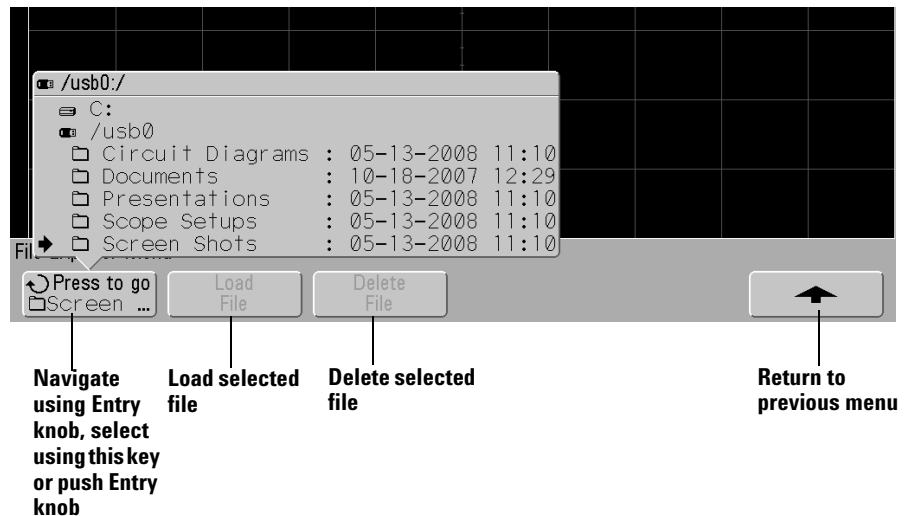 /usb0:/
C:
/usb0
Circuit Diagrams : 05-13-2008 11:10
Documents : 10-18-2007 12:29
Presentations : 05-13-2008 11:10
Scope Setups : 05-13-2008 11:10
Screen Shots : 05-13-2008 11:10
Menu
Press to go
Screen ...
Load
File
Delete
File
Navigate
using Entry
knob, select
using this key
or push Entry
knob
Load selected
file
Delete selected
file
Return to
previous menu